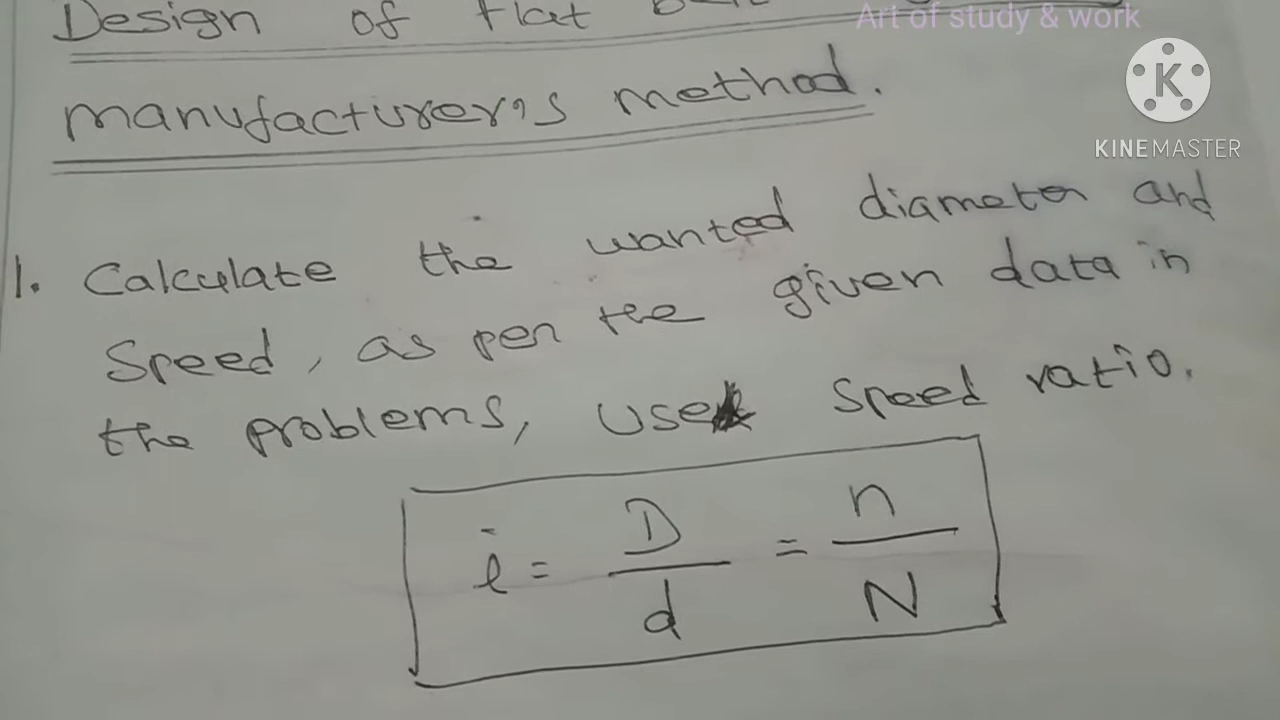 Design of flat
Art of study & work
manufacturer's method.
K
KINEMASTER
1. Calculate the wanted diameter and
Speed, as per the given data in
the problems, use speed ratio.
i = D/d = n/N